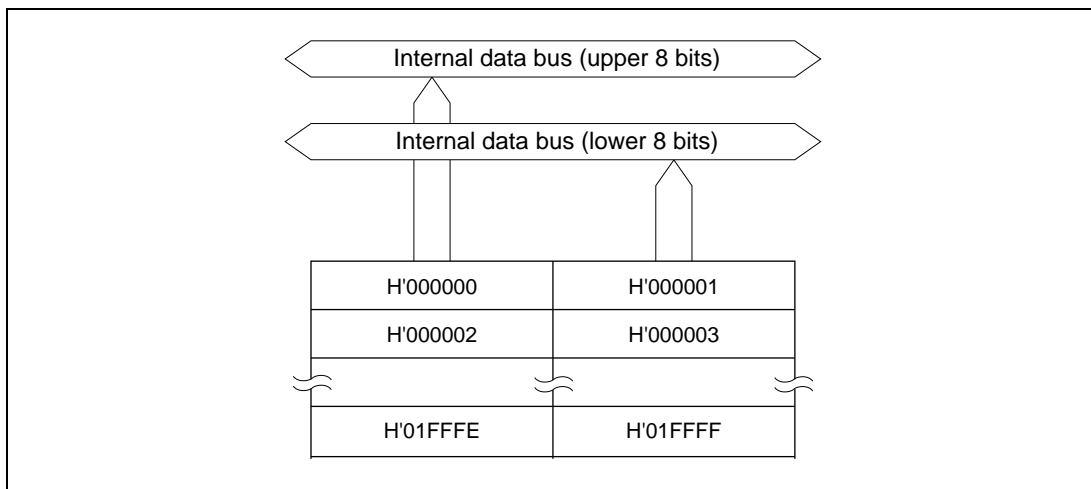 Internal data bus (upper 8 bits)
Internal data bus (lower 8 bits)
H'000000 H'000001
H'000002 H'000003
H'01FFFE H'01FFFF